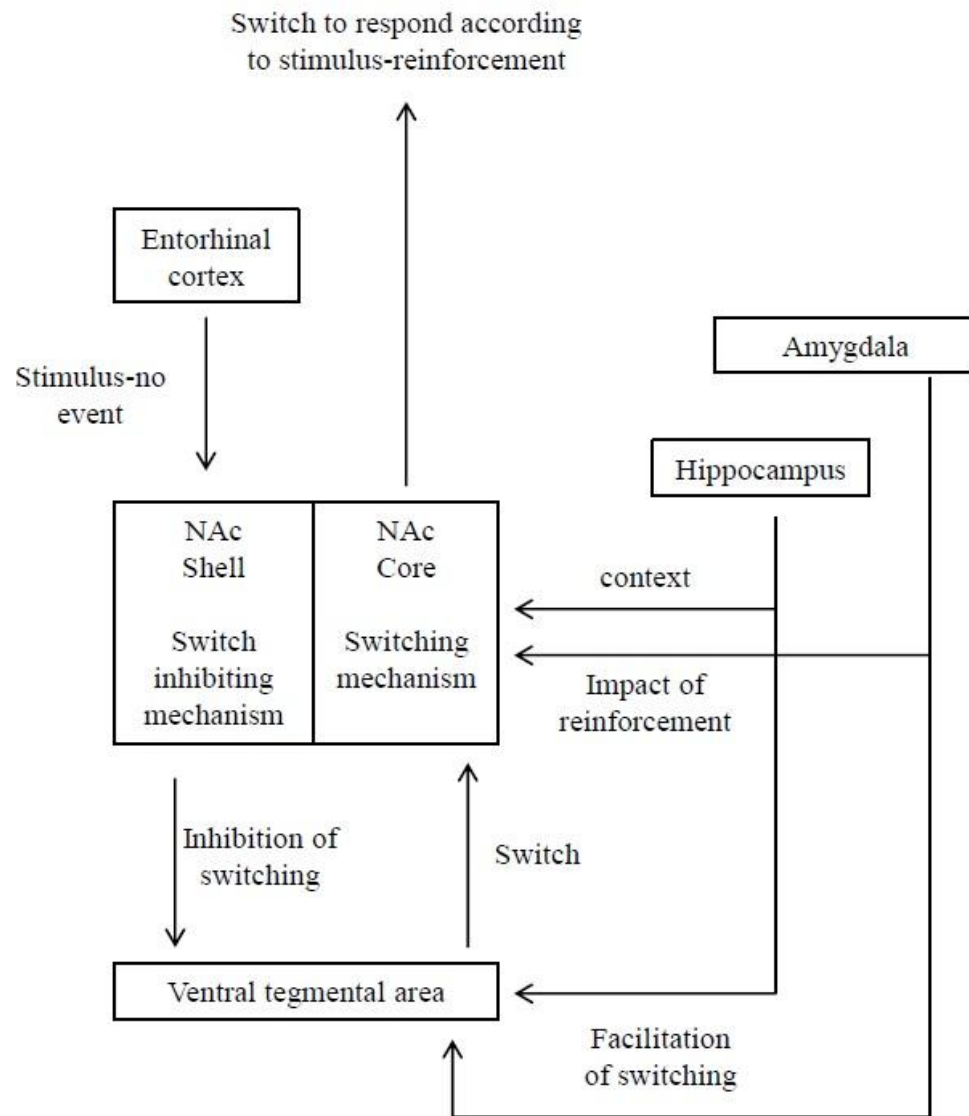 Switch to respond according
to stimulus-reinforcement
Entorhinal
cortex
Stimulus-no
event
Amygdala
Hippocampus
NAc
Shell
Switch
inhibiting
mechanism
NAc
Core
Switching
mechanism
context
Impact of
reinforcement
Inhibition of
switching
Switch
Ventral tegmental area
Facilitation
of switching